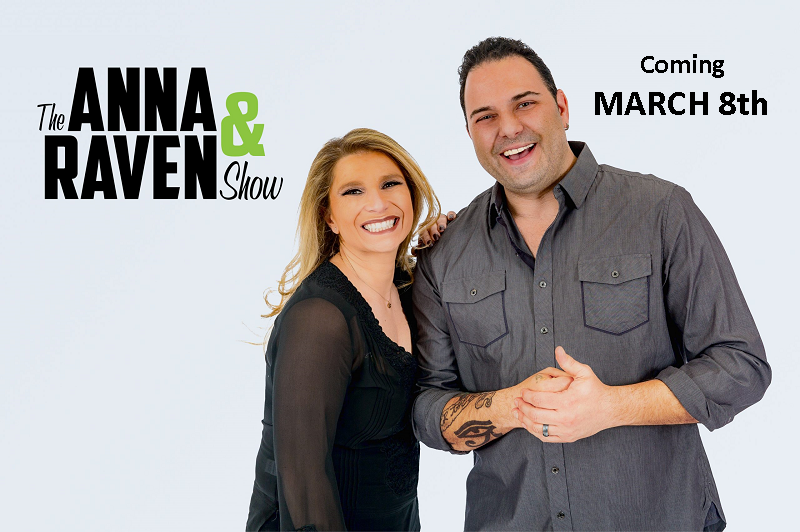 The ANNA &
RAVEN Show
Coming
MARCH 8th